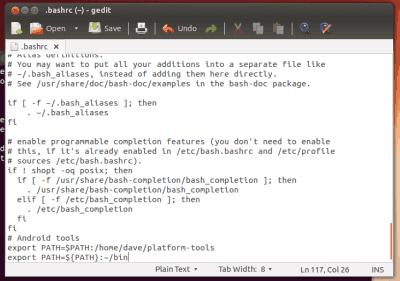 .bashrc (~) - gedit
Open Save Undo
.bashrc
# Alias definitions.
# You may want to put all your additions into a separate file like
# ~/.bash_aliases, instead of adding them here directly.
# See /usr/share/doc/bash-doc/examples in the bash-doc package.
if [ -f ~/.bash_aliases ]; then
. ~/.bash_aliases
fi
# enable programmable completion features (you don't need to enable
# this, if it's already enabled in /etc/bash.bashrc and /etc/profile
# sources /etc/bash.bashrc).
if ! shopt -oq posix; then
if [ -f /usr/share/bash-completion/bash_completion ]; then
. /usr/share/bash-completion/bash_completion
elif [ -f /etc/bash_completion ]; then
. /etc/bash_completion
fi
fi
# Android tools
export PATH=$PATH:/home/dave/platform-tools
export PATH=${PATH}:~/bin
Plain Text Tab Width: 8 Ln 117, Col 26 INS